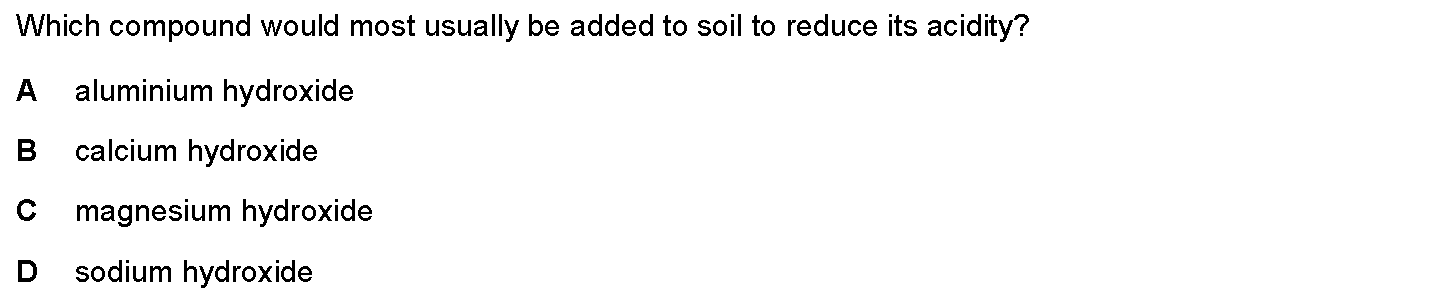 Which compound would most usually be added to soil to reduce its acidity?
A aluminium hydroxide
B calcium hydroxide
C magnesium hydroxide
D sodium hydroxide